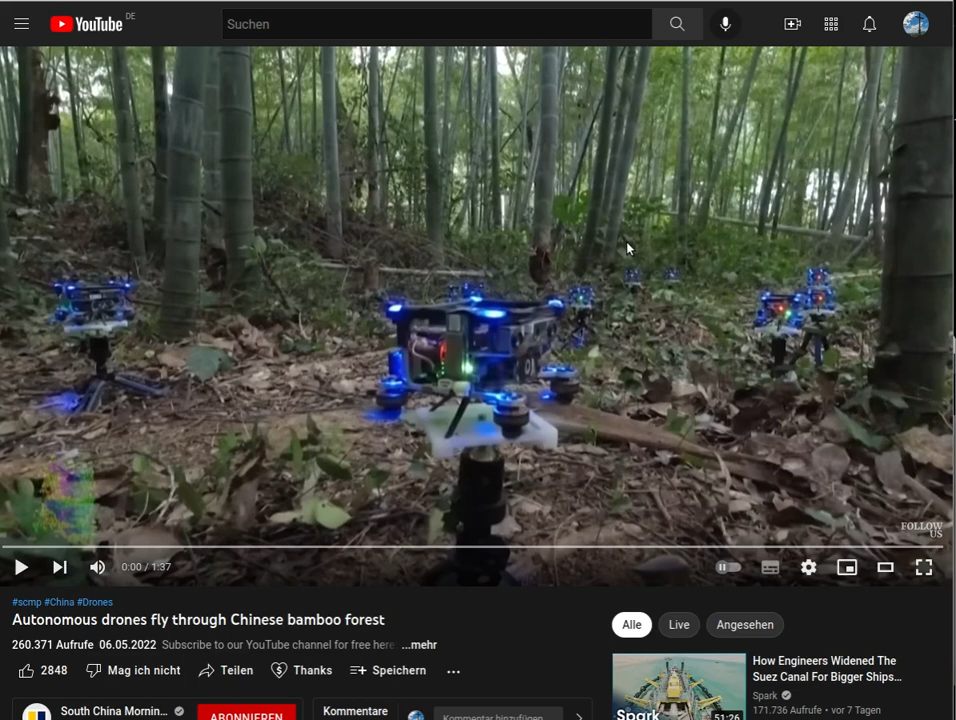 YouTube DE
Suchen
FOLLOW
US
0:00 / 1:37
#scmp #China #Drones
Autonomous drones fly through Chinese bamboo forest
260.371 Aufrufe 06.05.2022 Subscribe to our YouTube channel for free here ...mehr
2848 Mag ich nicht Teilen Thanks Speichern ...
South China Mornin...
ABONNIEREN
Kommentare
Kommentar hinzufügen...
Alle Live Angesehen
Spark
51:26
How Engineers Widened The
Suez Canal For Bigger Ships...
Spark
171.736 Aufrufe • vor 7 Tagen